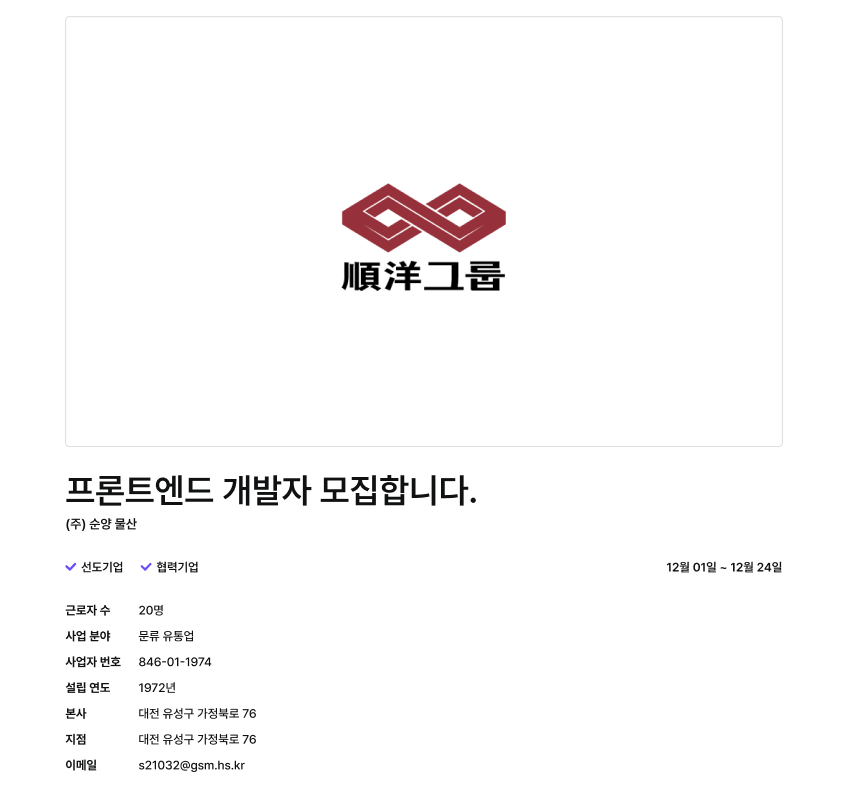 順洋그룹
프론트엔드 개발자 모집합니다.
(주) 순양 물산
선도기업 협력기업 12월 01일 ~ 12월 24일
근로자 수 20명
사업 분야 문류 유통업
사업자 번호 846-01-1974
설립 연도 1972년
본사 대전 유성구 가정북로 76
지점 대전 유성구 가정북로 76
이메일 s21032@gsm.hs.kr